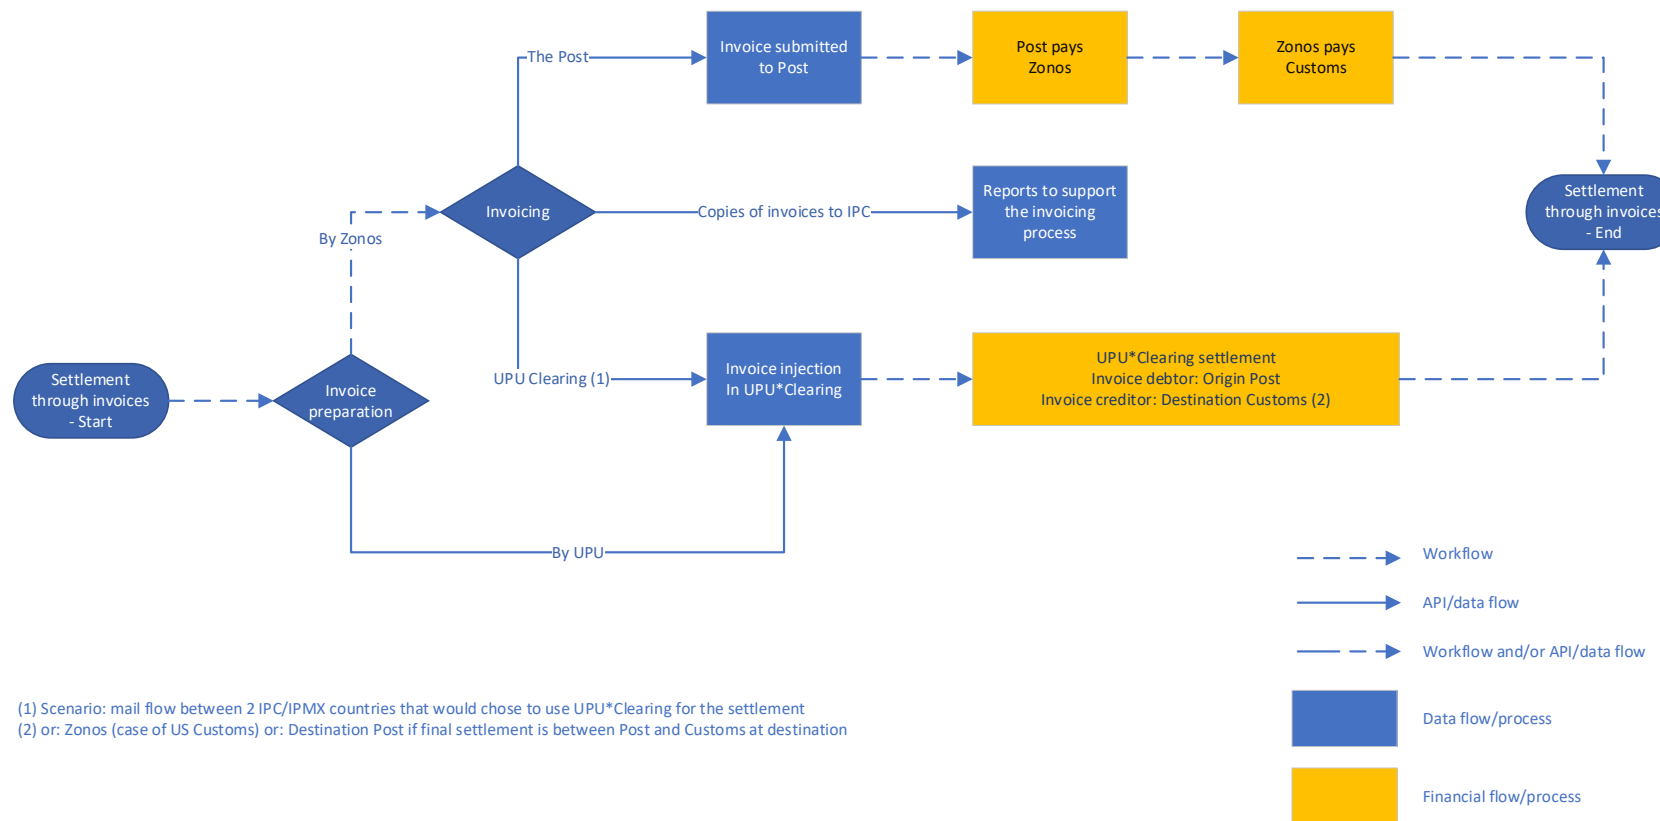 The Post
Invoice submitted
to Post
Post pays
Zonos
Zonos pays
Customs
Invoicing
Copies of invoices to IPC
Reports to support
the invoicing
process
Settlement
through invoices
- End
By Zonos
Settlement
through invoices
- Start
Invoice
preparation
UPU Clearing (1)
Invoice injection
In UPU*Clearing
UPU*Clearing settlement
Invoice debtor: Origin Post
Invoice creditor: Destination Customs (2)
By UPU
Workflow
API/data flow
Workflow and/or API/data flow
Data flow/process
Financial flow/process
(1) Scenario: mail flow between 2 IPC/IPMX countries that would chose to use UPU*Clearing for the settlement
(2) or: Zonos (case of US Customs) or: Destination Post if final settlement is between Post and Customs at destination